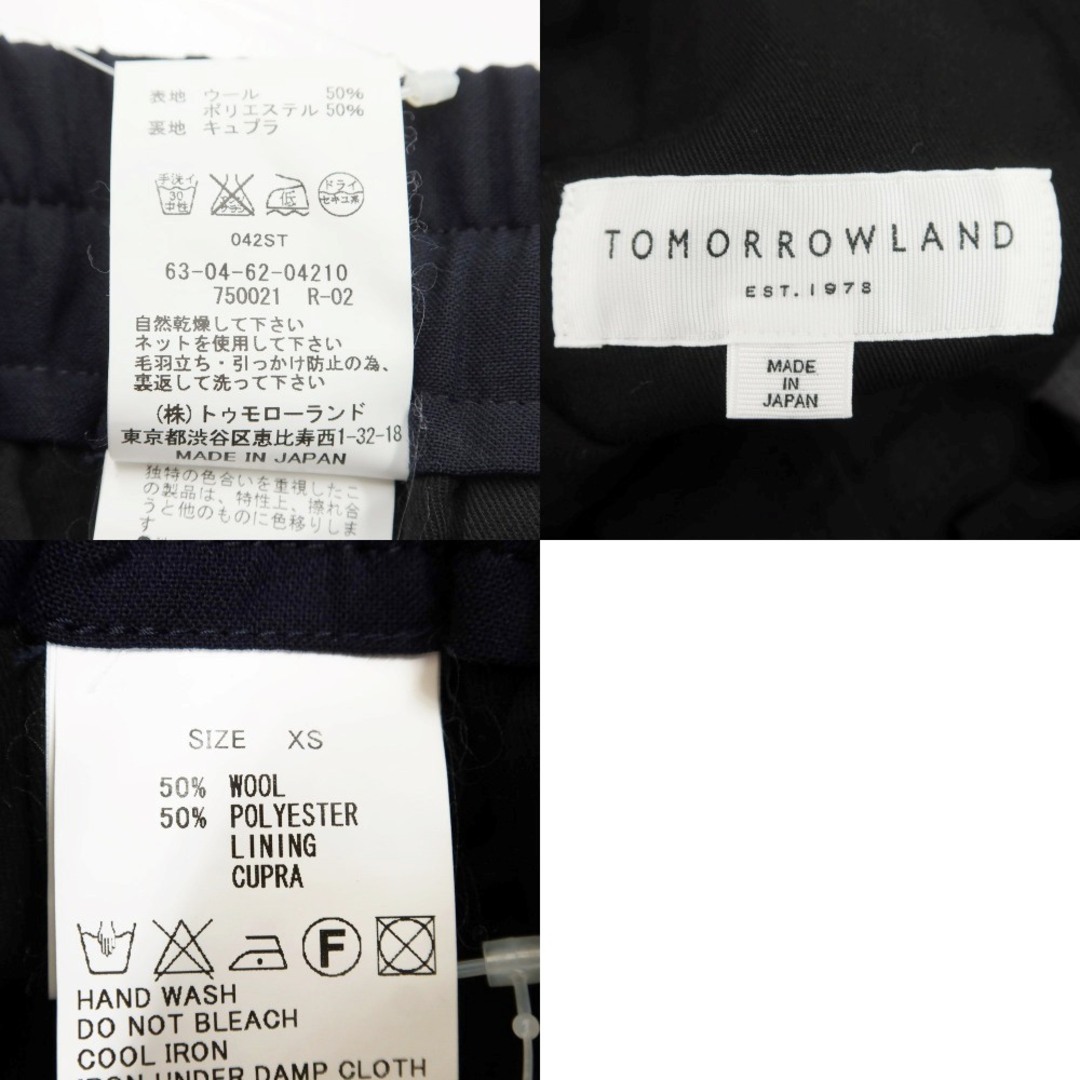 表地 ウール 50%
ポリエステル 50%
裏地 キュプラ
手洗イ
30
中性
低
ドライ
セキユ系
042ST
63-04-62-04210
750021 R-02
自然乾燥して下さい
ネットを使用して下さい
毛羽立ち・引っかけ防止の為、
裏返して洗って下さい
(株)トゥモローランド
東京都渋谷区恵比寿西1-32-18
MADE IN JAPAN
独特の色合いを重視したこ
の製品は、特性上、擦れ合
うと他のものに色移りしま
す
TOMORROWLAND
EST. 1978
MADE
IN
JAPAN
SIZE XS
50% WOOL
50% POLYESTER
LINING
CUPRA
F
HAND WASH
DO NOT BLEACH
COOL IRON
IRON UNDER DAMP CLOTH